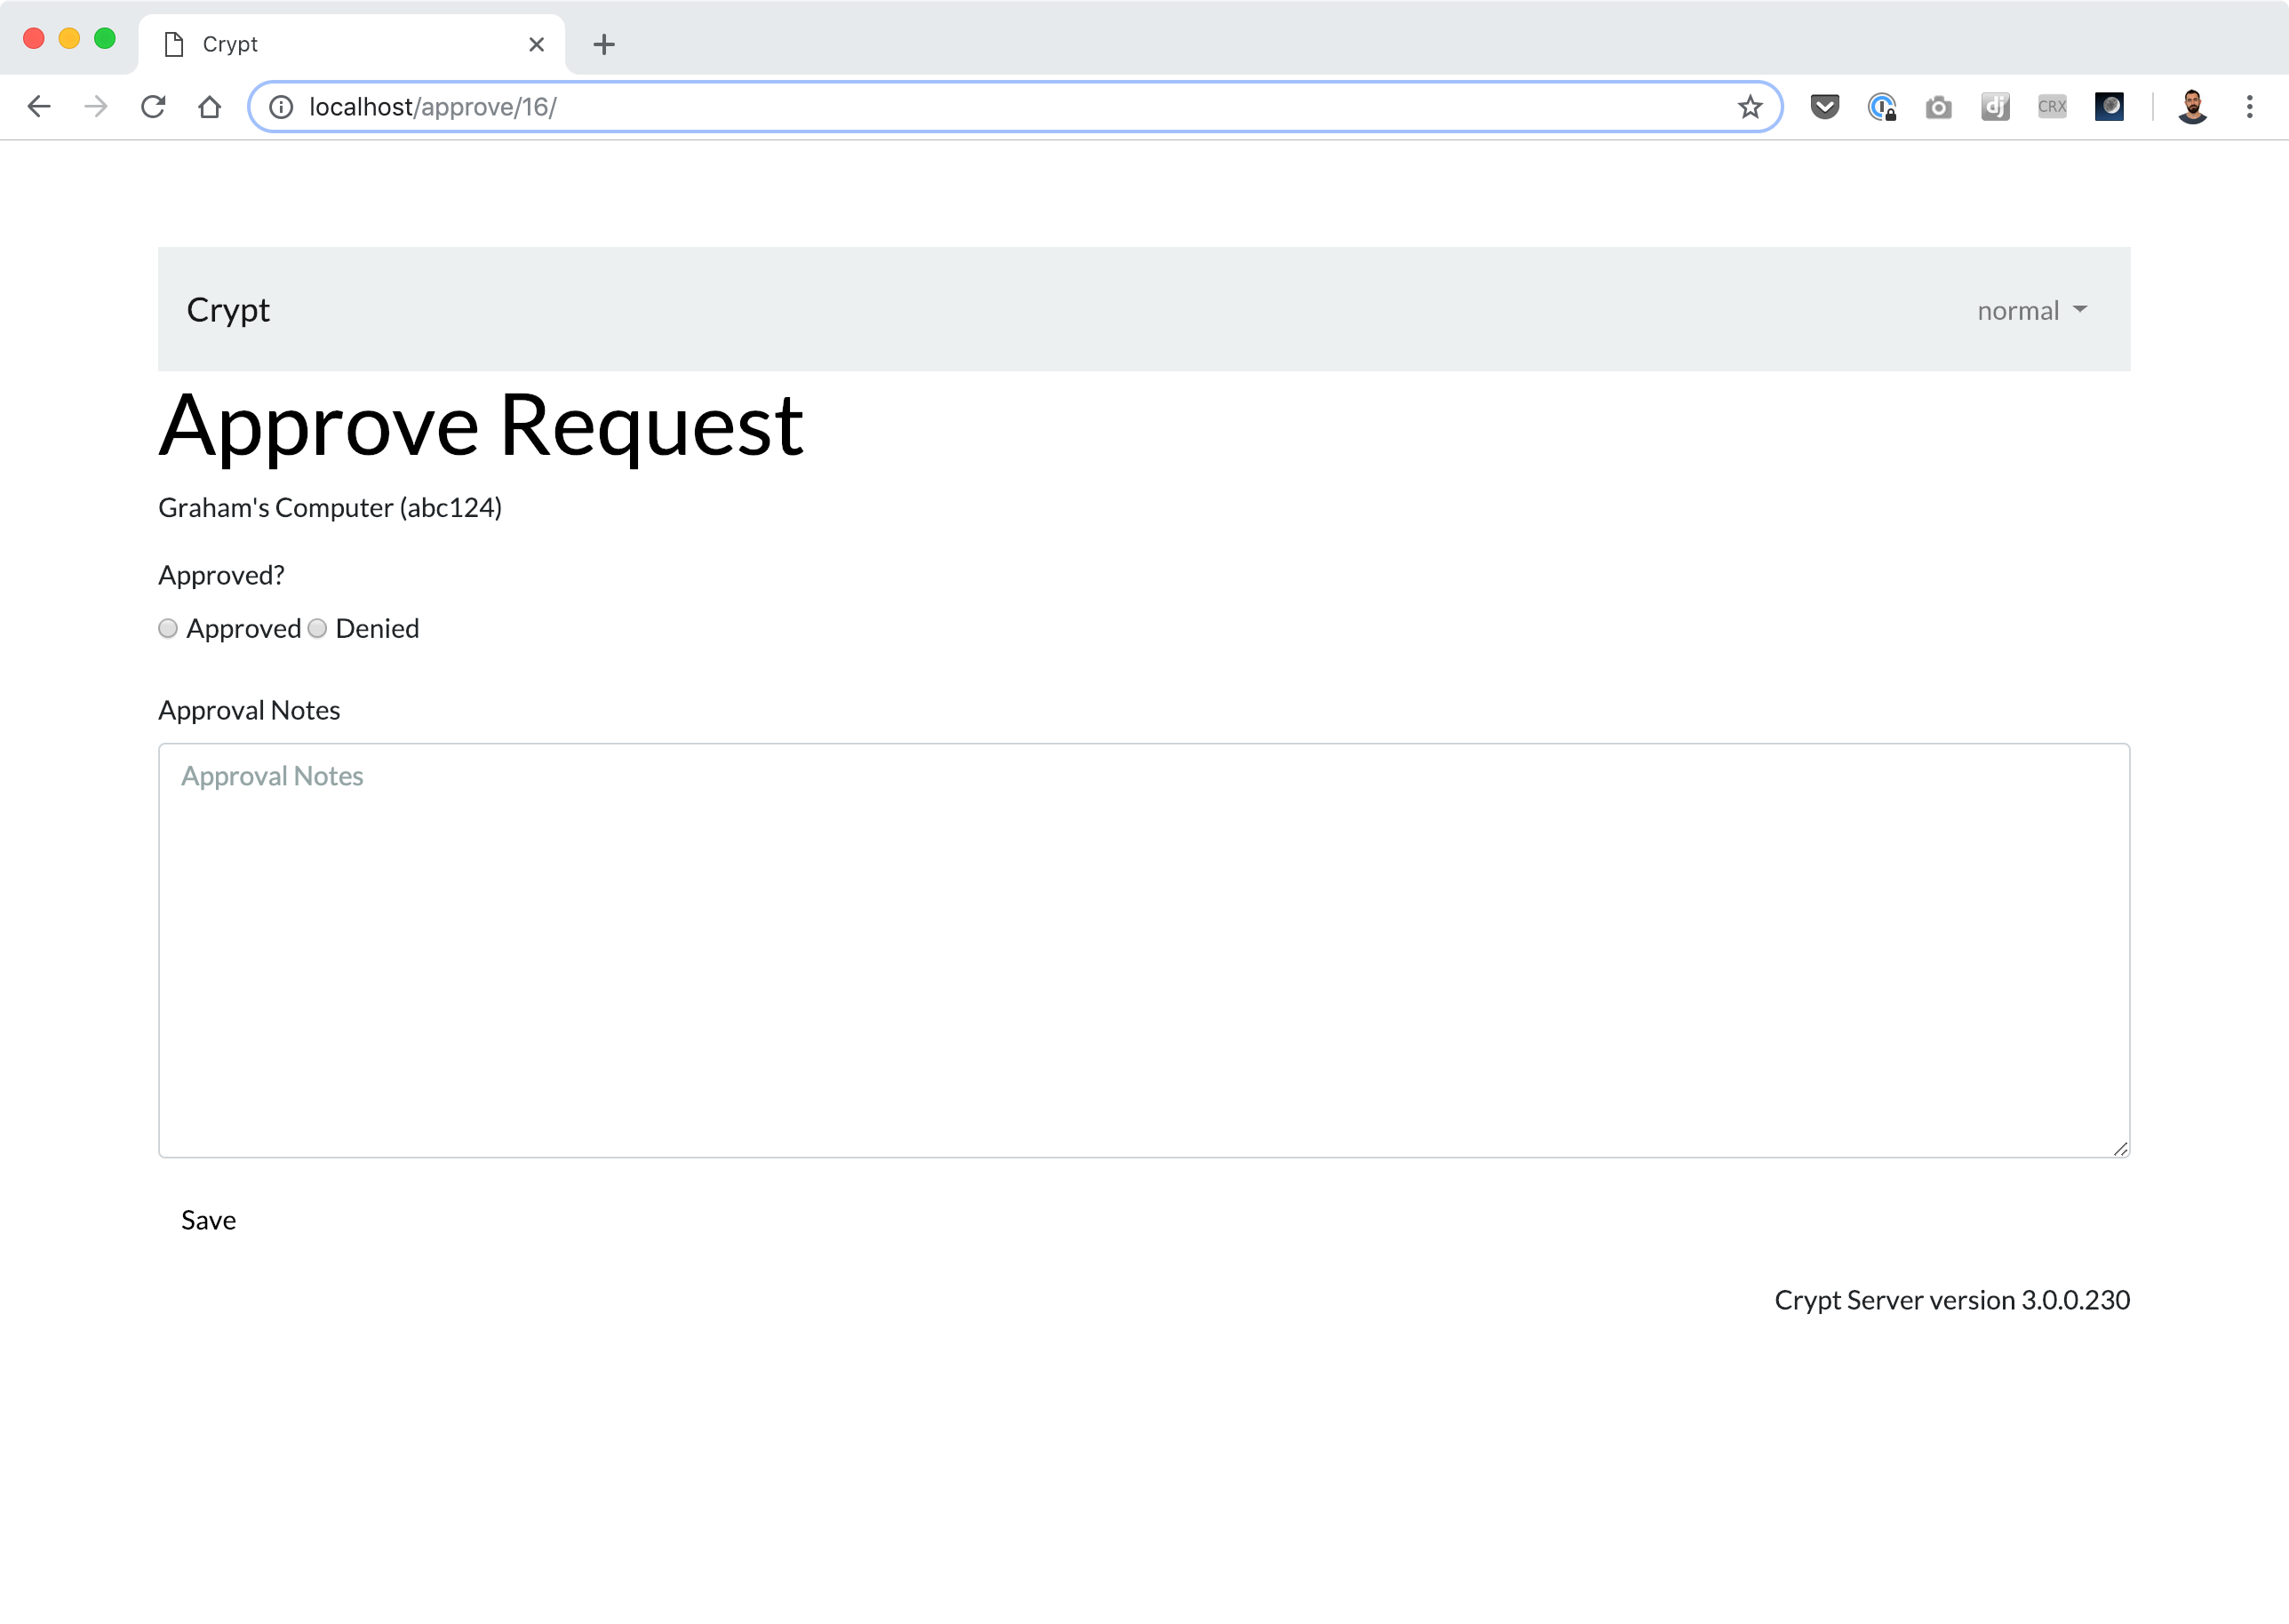 Crypt
localhost/approve/16/
dj
CRX
Crypt
normal
Approve Request
Graham's Computer (abc124)
Approved?
Approved Denied
Approval Notes
Approval Notes
Save
Crypt Server version 3.0.0.230